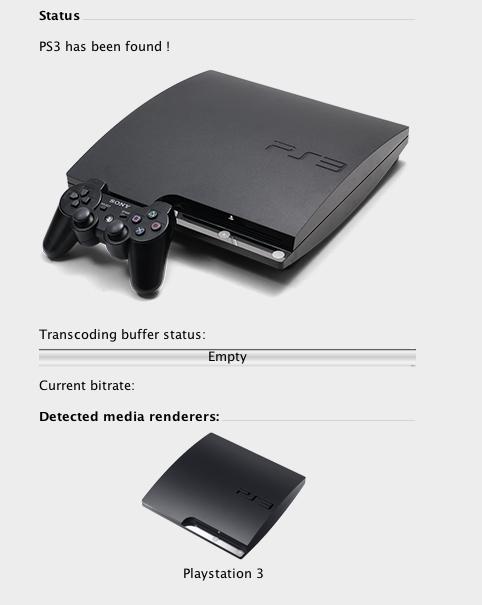 Status
PS3 has been found !
PS3
SONY
Transcoding buffer status:
Empty
Current bitrate:
Detected media renderers:
PS3
Playstation 3